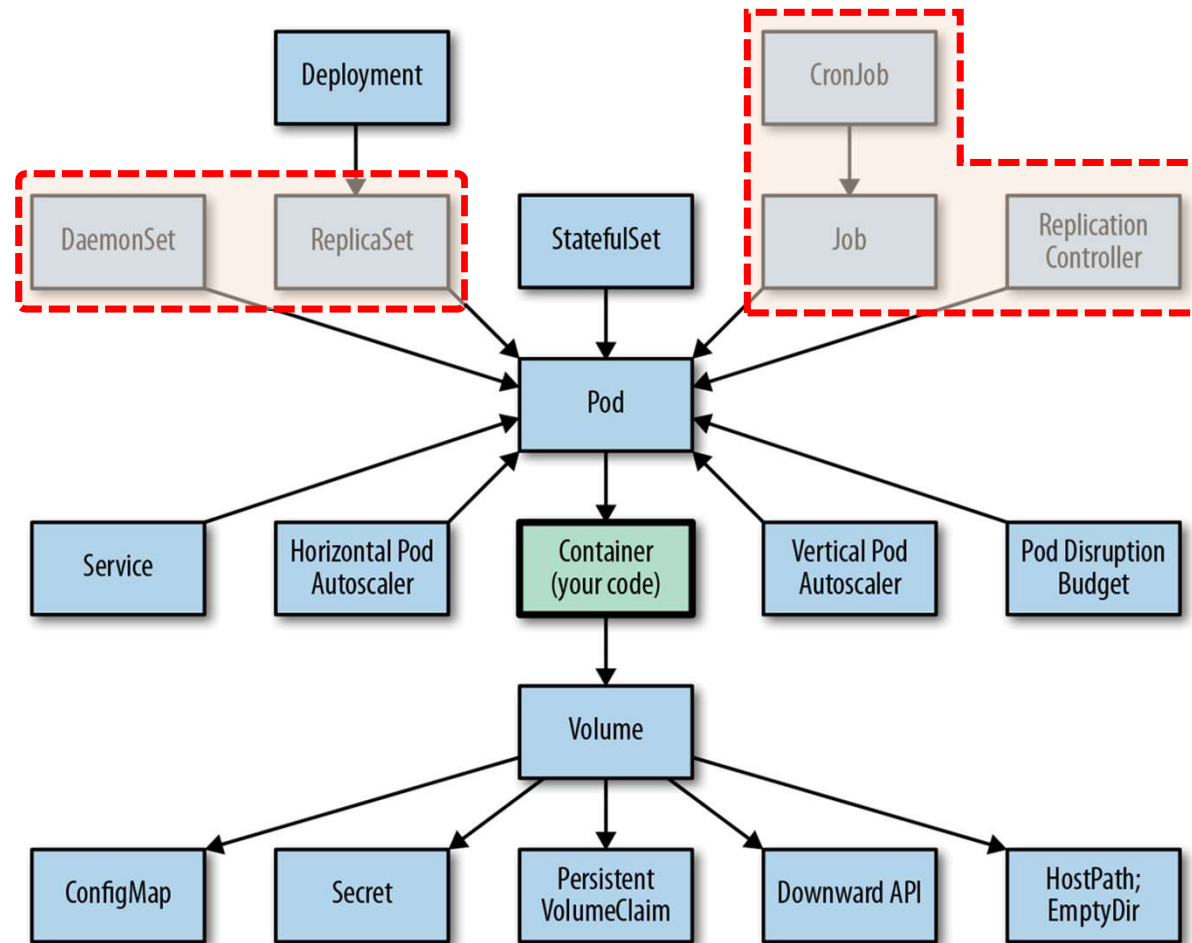 Deployment
CronJob
DaemonSet
ReplicaSet
StatefulSet
Job
Replication
Controller
Pod
Service
Horizontal Pod
Autoscaler
Container
(your code)
Vertical Pod
Autoscaler
Pod Disruption
Budget
Volume
ConfigMap
Secret
Persistent
VolumeClaim
Downward API
HostPath;
EmptyDir